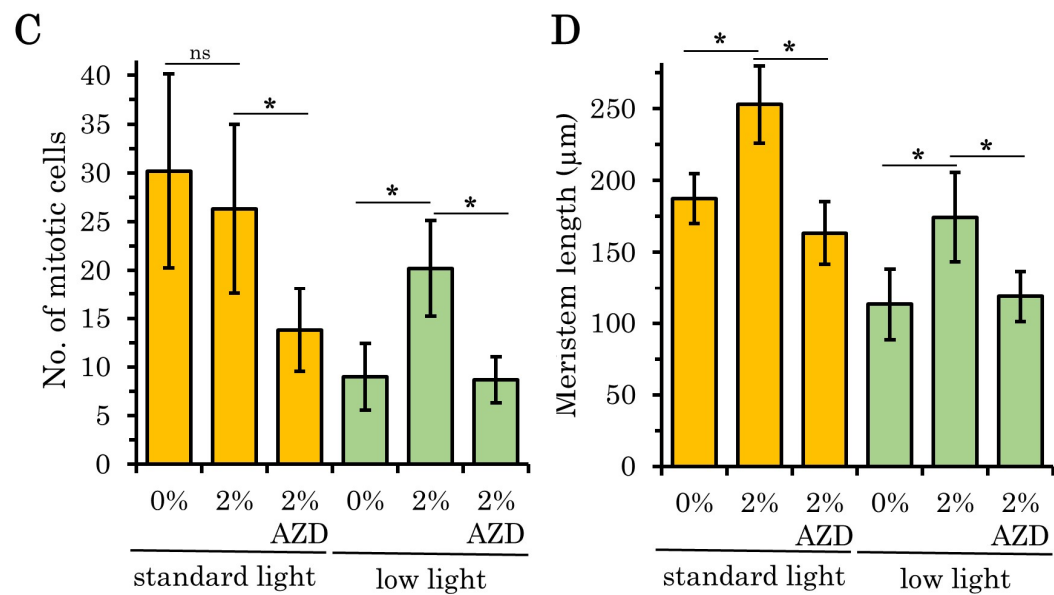 C
ns
*
*
*
No. of mitotic cells
40
35
30
25
20
15
10
5
0
0% 2% 2% 0% 2% 2%
AZD AZD
standard light low light
D
* *
* *
Meristem length (μm)
250
200
150
100
50
0
0% 2% 2% 0% 2% 2%
AZD AZD
standard light low light